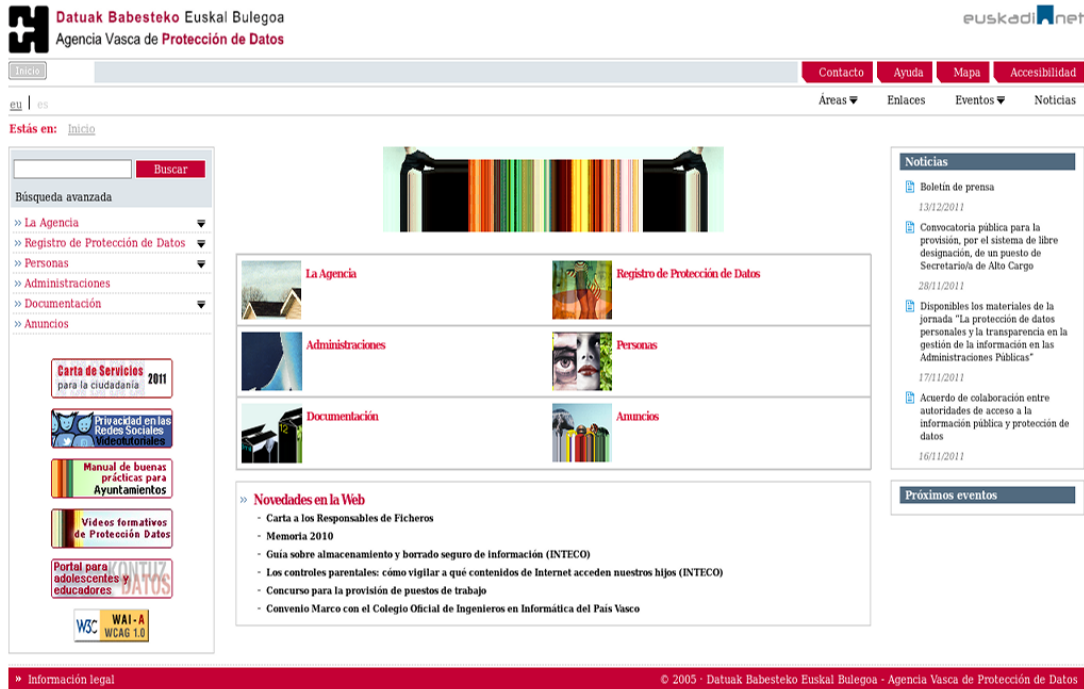 Datuak Babesteko Euskal Bulegoa
Agencia Vasca de Protección de Datos
euskadi net
Inicio
Contacto
Ayuda
Mapa
Accesibilidad
eu | es
Áreas
Enlaces
Eventos
Noticias
Estás en: Inicio
Buscar
Búsqueda avanzada
» La Agencia
» Registro de Protección de Datos
» Personas
» Administraciones
» Documentación
» Anuncios
Carta de Servicios
para la ciudadanía 2011
Privacidad en las
Redes Sociales
Videotutoriales
Manual de buenas
prácticas para
Ayuntamientos
Videos formativos
de Protección Datos
Portal para
adolescentes y
educadores
KONTUZ
DATOS
W3C WAI-A
WCAG 1.0
La Agencia
Registro de Protección de Datos
Administraciones
Personas
Documentación
12
Anuncios
» Novedades en la Web
- Carta a los Responsables de Ficheros
- Memoria 2010
- Guía sobre almacenamiento y borrado seguro de información (INTECO)
- Los controles parentales: cómo vigilar a qué contenidos de Internet acceden nuestros hijos (INTECO)
- Concurso para la provisión de puestos de trabajo
- Convenio Marco con el Colegio Oficial de Ingenieros en Informática del País Vasco
Noticias
Boletín de prensa
13/12/2011
Convocatoria pública para la
provisión, por el sistema de libre
designación, de un puesto de
Secretario/a de Alto Cargo
28/11/2011
Disponibles los materiales de la
jornada "La protección de datos
personales y la transparencia en la
gestión de la información en las
Administraciones Públicas"
17/11/2011
Acuerdo de colaboración entre
autoridades de acceso a la
información pública y protección de
datos
16/11/2011
Próximos eventos
» Información legal
© 2005 - Datuak Babesteko Euskal Bulegoa - Agencia Vasca de Protección de Datos